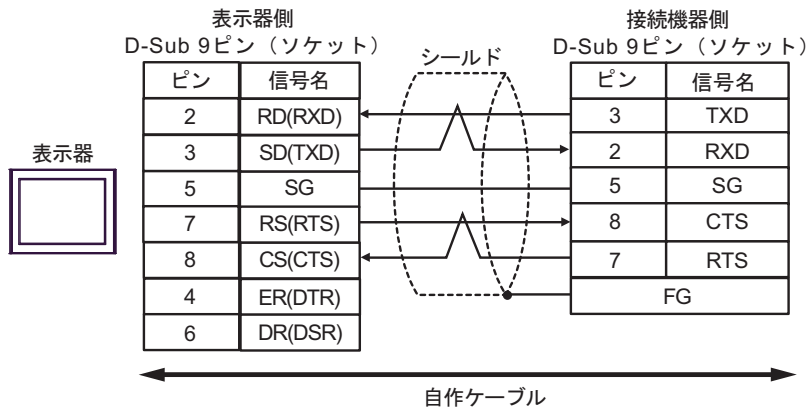 表示器側
D-Sub 9ピン（ソケット）
接続機器側
D-Sub 9ピン（ソケット）
シールド
表示器
ピン 信号名
2 RD(RXD)
3 SD(TXD)
5 SG
7 RS(RTS)
8 CS(CTS)
4 ER(DTR)
6 DR(DSR)
ピン 信号名
3 TXD
2 RXD
5 SG
8 CTS
7 RTS
FG
自作ケーブル